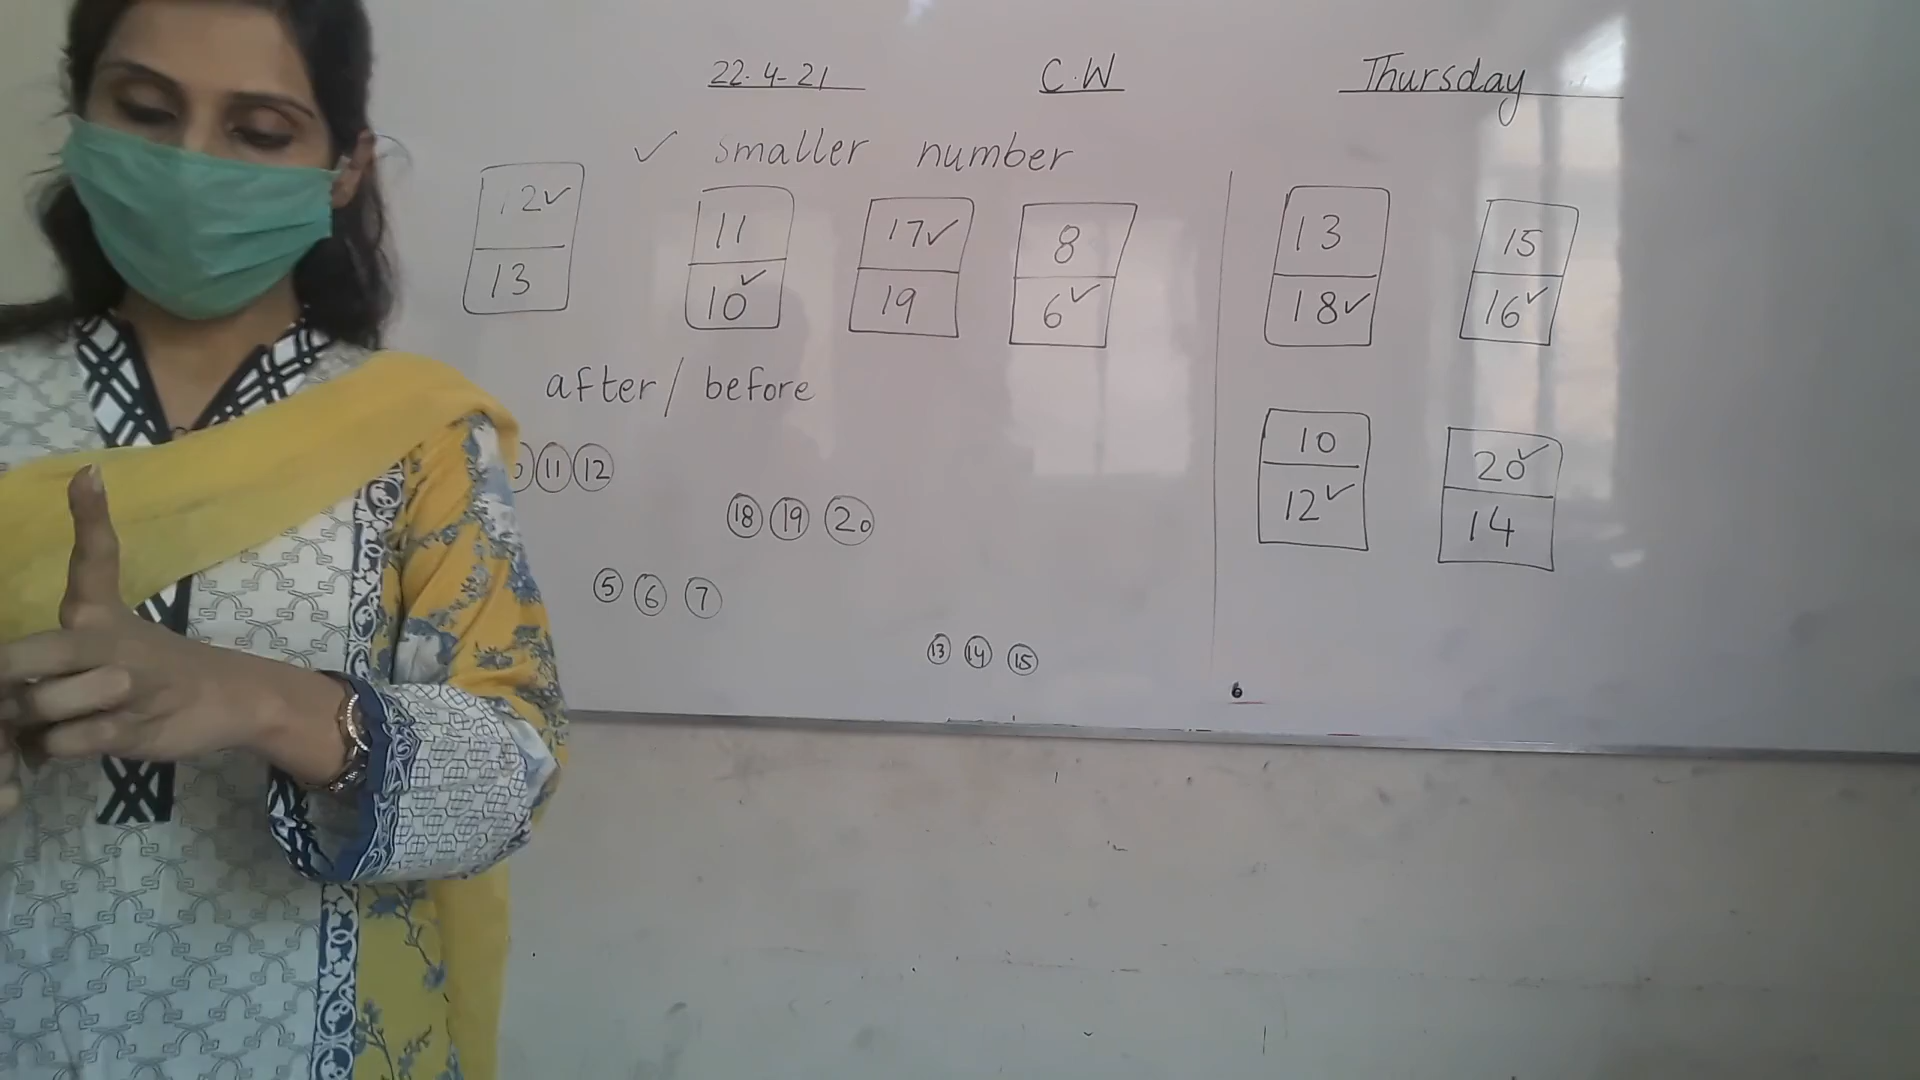 22.4-21 C.W Thursday
✓ smaller number
12✓ 11 17✓ 8 13 15
13 10✓ 19 6✓ 18✓ 16✓
after/before
11 12
10 20✓
12✓ 14
18 19 20
5 6 7
13 14 15